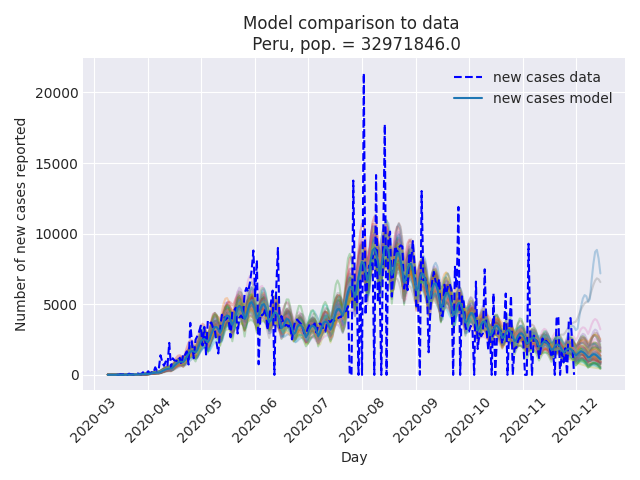 Model comparison to data
Peru, pop. = 32971846.0
new cases data
new cases model
Number of new cases reported
20000
15000
10000
5000
0
2020-03
2020-04
2020-05
2020-06
2020-07
2020-08
2020-09
2020-10
2020-11
2020-12
Day